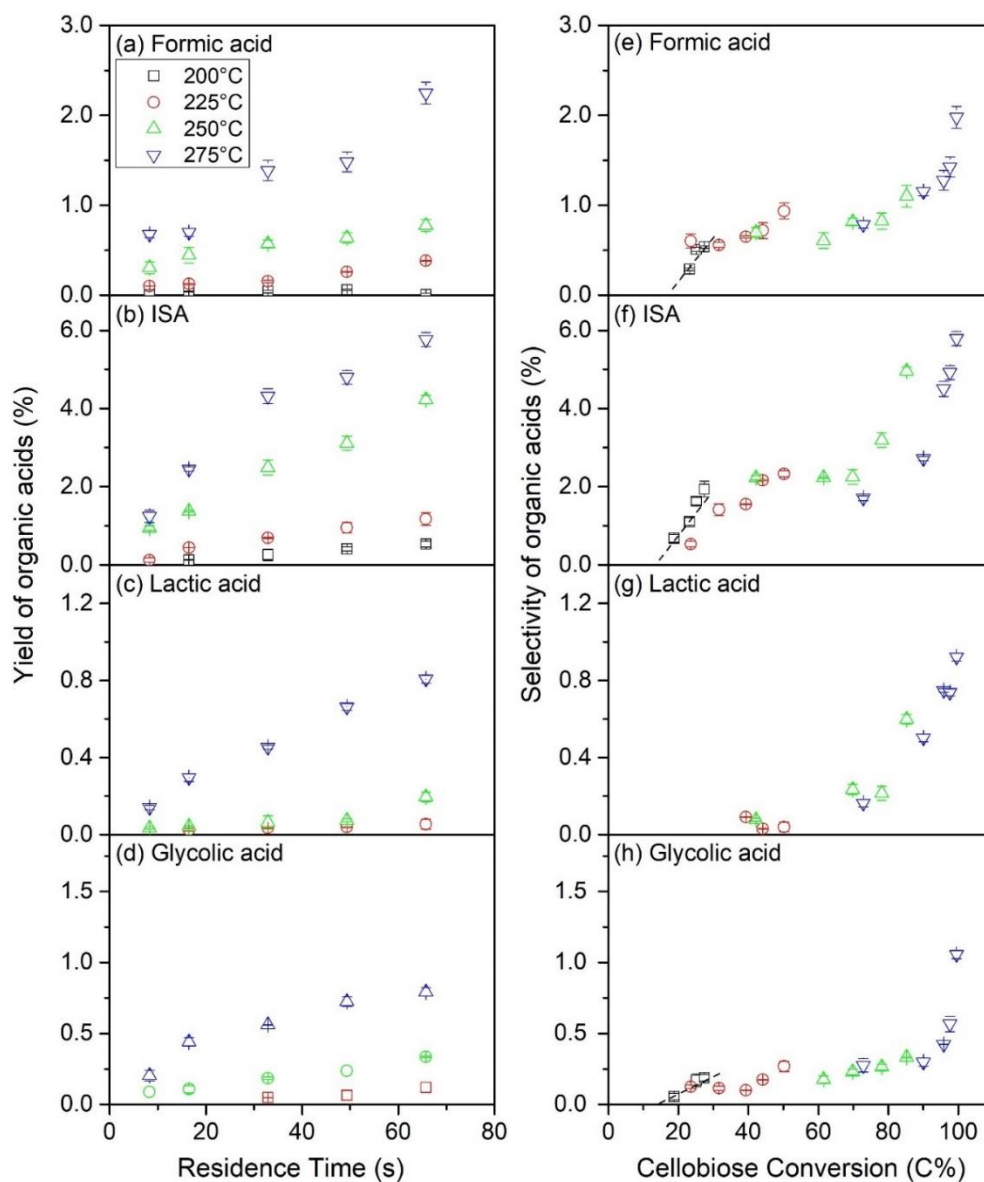 (a) Formic acid
200°C
225°C
250°C
275°C
3.0
2.0
1.0
0.0
(b) ISA
6.0
4.0
2.0
0.0
(c) Lactic acid
1.2
0.8
0.4
0.0
(d) Glycolic acid
1.5
1.0
0.5
0.0
0
20
40
60
80
Yield of organic acids (%)
Residence Time (s)
(e) Formic acid
3.0
2.0
1.0
0.0
(f) ISA
6.0
4.0
2.0
0.0
(g) Lactic acid
1.2
0.8
0.4
0.0
(h) Glycolic acid
1.5
1.0
0.5
0.0
0
20
40
60
80
100
Selectivity of organic acids (%)
Cellobiose Conversion (C%)